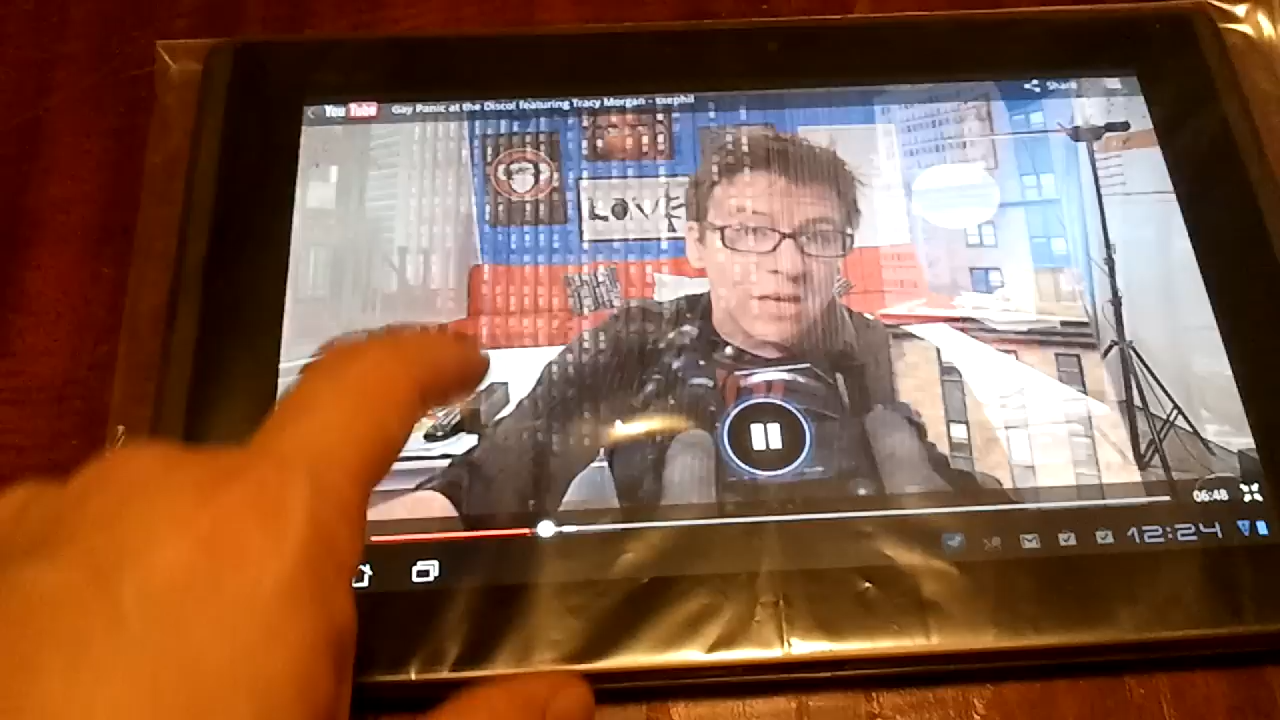 YouTube Gay Panic at the Disco! featuring Tracy Morgan - sxephil Share
LOVE
06:48
12:24